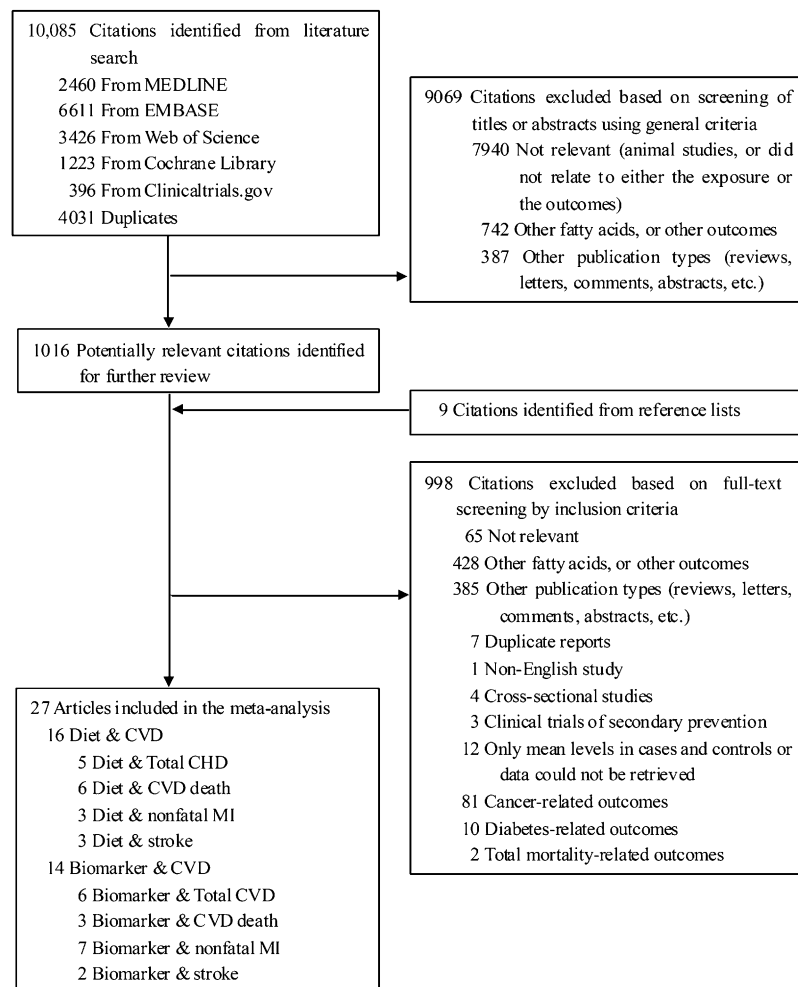 10,085 Citations identified from literature
search
2460 From MEDLINE
6611 From EMBASE
3426 From Web of Science
1223 From Cochrane Library
396 From Clinicaltrials.gov
4031 Duplicates
9069 Citations excluded based on screening of
titles or abstracts using general criteria
7940 Not relevant (animal studies, or did
not relate to either the exposure or
the outcomes)
742 Other fatty acids, or other outcomes
387 Other publication types (reviews,
letters, comments, abstracts, etc.)
1016 Potentially relevant citations identified
for further review
9 Citations identified from reference lists
998 Citations excluded based on full-text
screening by inclusion criteria
65 Not relevant
428 Other fatty acids, or other outcomes
385 Other publication types (reviews, letters,
comments, abstracts, etc.)
7 Duplicate reports
1 Non-English study
4 Cross-sectional studies
3 Clinical trials of secondary prevention
12 Only mean levels in cases and controls or
data could not be retrieved
81 Cancer-related outcomes
10 Diabetes-related outcomes
2 Total mortality-related outcomes
27 Articles included in the meta-analysis
16 Diet & CVD
5 Diet & Total CHD
6 Diet & CVD death
3 Diet & nonfatal MI
3 Diet & stroke
14 Biomarker & CVD
6 Biomarker & Total CVD
3 Biomarker & CVD death
7 Biomarker & nonfatal MI
2 Biomarker & stroke